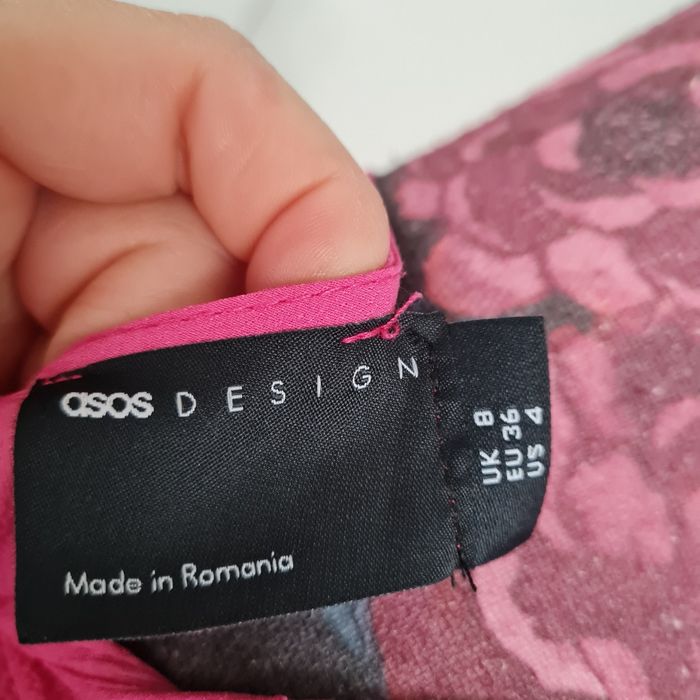 asos DESIGN
Made in Romania
UK 8
EU 36
US 4